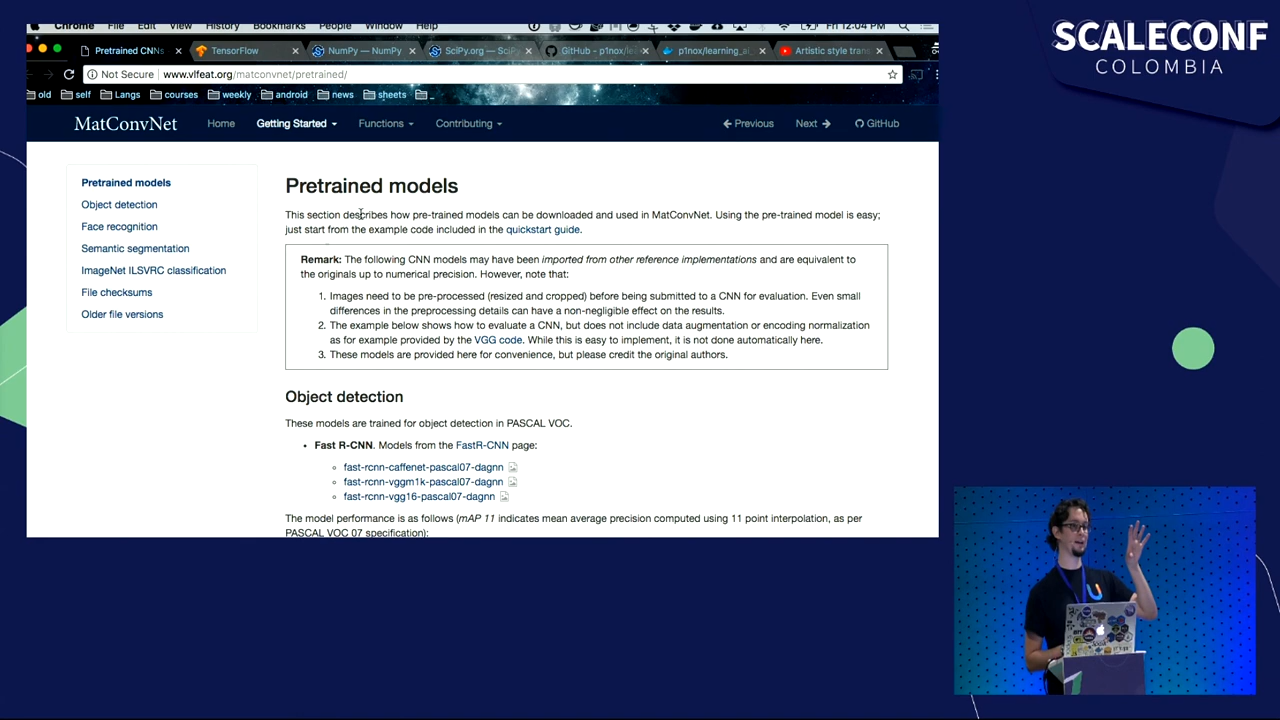 Chrome File Edit View History Bookmarks People Window Help Fri 12:04 PM
Pretrained CNNs
TensorFlow
NumPy — NumPy
SciPy.org — SciP
GitHub - p1nox/le
p1nox/learning_ai
Artistic style trans
Not Secure www.vlfeat.org/matconvnet/pretrained/
old self Langs courses weekly android news sheets _
MatConvNet Home Getting Started Functions Contributing Previous Next GitHub
Pretrained models
Object detection
Face recognition
Semantic segmentation
ImageNet ILSVRC classification
File checksums
Older file versions
Pretrained models
This section describes how pre-trained models can be downloaded and used in MatConvNet. Using the pre-trained model is easy;
just start from the example code included in the quickstart guide.
Remark: The following CNN models may have been imported from other reference implementations and are equivalent to
the originals up to numerical precision. However, note that:
1. Images need to be pre-processed (resized and cropped) before being submitted to a CNN for evaluation. Even small
differences in the preprocessing details can have a non-negligible effect on the results.
2. The example below shows how to evaluate a CNN, but does not include data augmentation or encoding normalization
as for example provided by the VGG code. While this is easy to implement, it is not done automatically here.
3. These models are provided here for convenience, but please credit the original authors.
Object detection
These models are trained for object detection in PASCAL VOC.
• Fast R-CNN. Models from the FastR-CNN page:
fast-rcnn-caffenet-pascal07-dagnn
fast-rcnn-vggm1k-pascal07-dagnn
fast-rcnn-vgg16-pascal07-dagnn
The model performance is as follows (mAP 11 indicates mean average precision computed using 11 point interpolation, as per
PASCAL VOC 07 specification):
SCALECONF
COLOMBIA